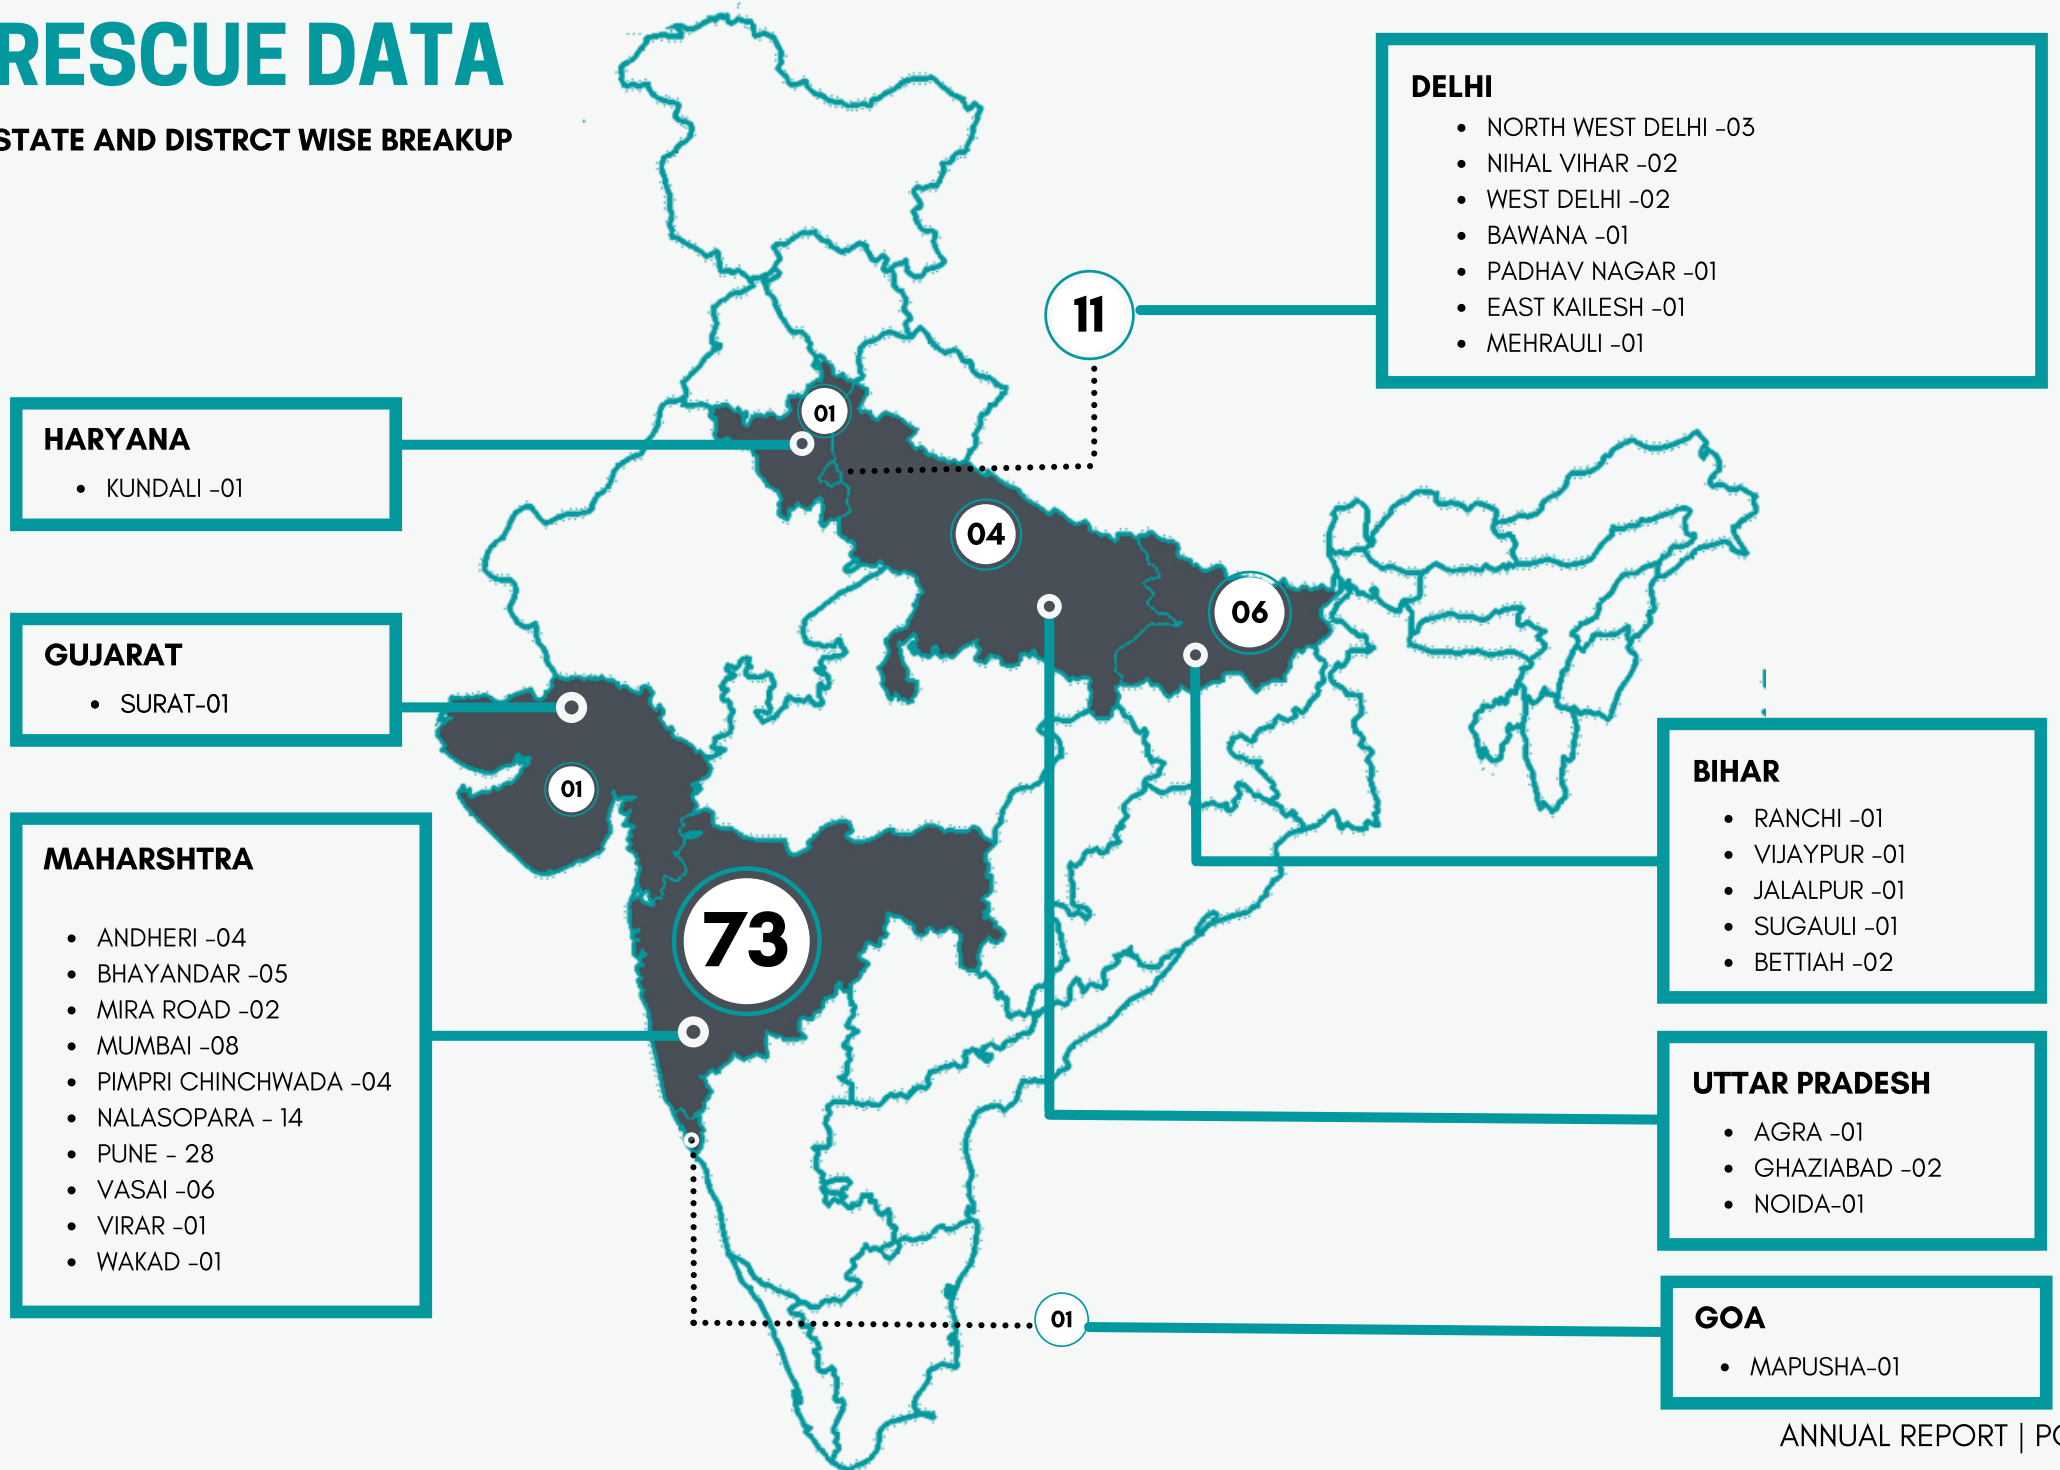 RESCUE DATA
STATE AND DISTRCT WISE BREAKUP
DELHI
• NORTH WEST DELHI -03
• NIHAL VIHAR -02
• WEST DELHI -02
• BAWANA -01
• PADHAV NAGAR -01
• EAST KAILESH -01
• MEHRAULI -01
11
HARYANA
• KUNDALI -01
01
04
06
GUJARAT
• SURAT-01
01
MAHARSHTRA
• ANDHERI -04
• BHAYANDAR -05
• MIRA ROAD -02
• MUMBAI -08
• PIMPRI CHINCHWADA -04
• NALASOPARA - 14
• PUNE - 28
• VASAI -06
• VIRAR -01
• WAKAD -01
73
BIHAR
• RANCHI -01
• VIJAYPUR -01
• JALALPUR -01
• SUGAULI -01
• BETTIAH -02
UTTAR PRADESH
• AGRA -01
• GHAZIABAD -02
• NOIDA-01
01
GOA
• MAPUSHA-01
ANNUAL REPORT |